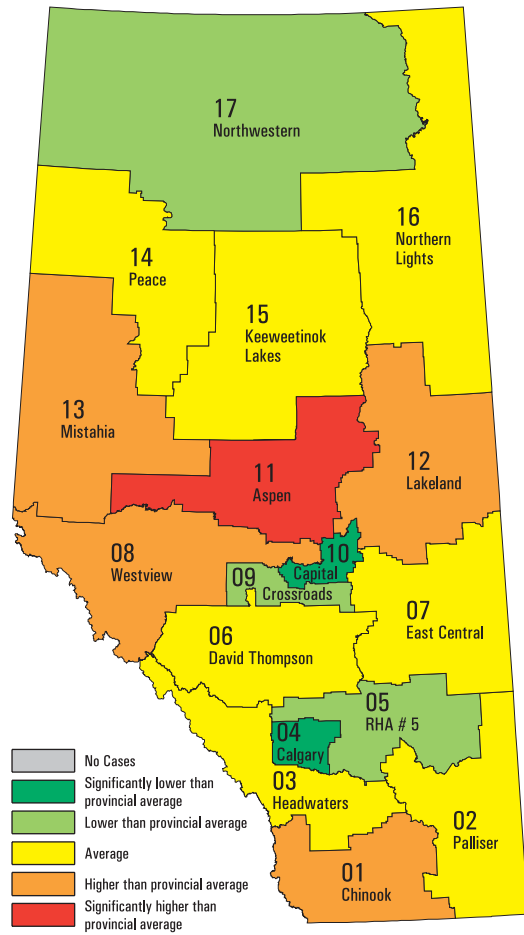 17
Northwestern
16
Northern
Lights
14
Peace
15
Keeweetinok
Lakes
13
Mistahia
11
Aspen
12
Lakeland
10
Capital
08
Westview
09
Crossroads
07
East Central
06
David Thompson
05
RHA # 5
04
Calgary
03
Headwaters
02
Palliser
01
Chinook
No Cases
Significantly lower than
provincial average
Lower than provincial average
Average
Higher than provincial average
Significantly higher than
provincial average